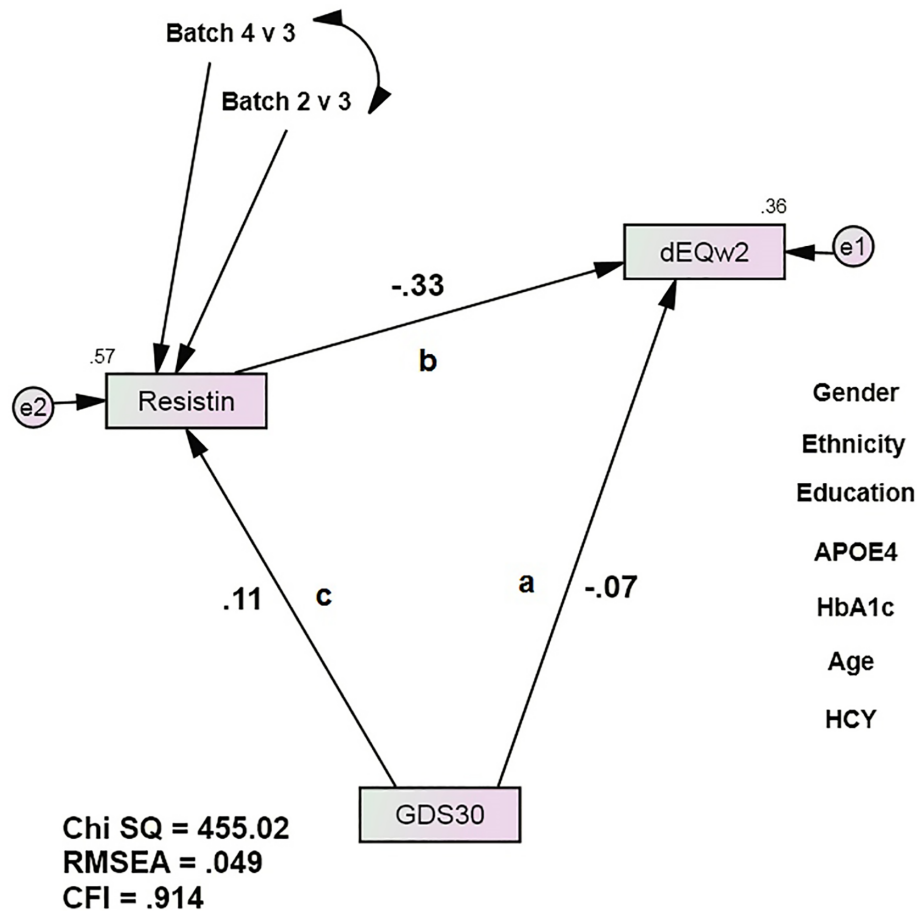 Batch 4 v 3
Batch 2 v 3
.36
dEQw2
e1
-.33
b
.57
Resistin
e2
Gender
Ethnicity
Education
APOE4
HbA1c
Age
HCY
.11
c
a
-.07
GDS30
Chi SQ = 455.02
RMSEA = .049
CFI = .914